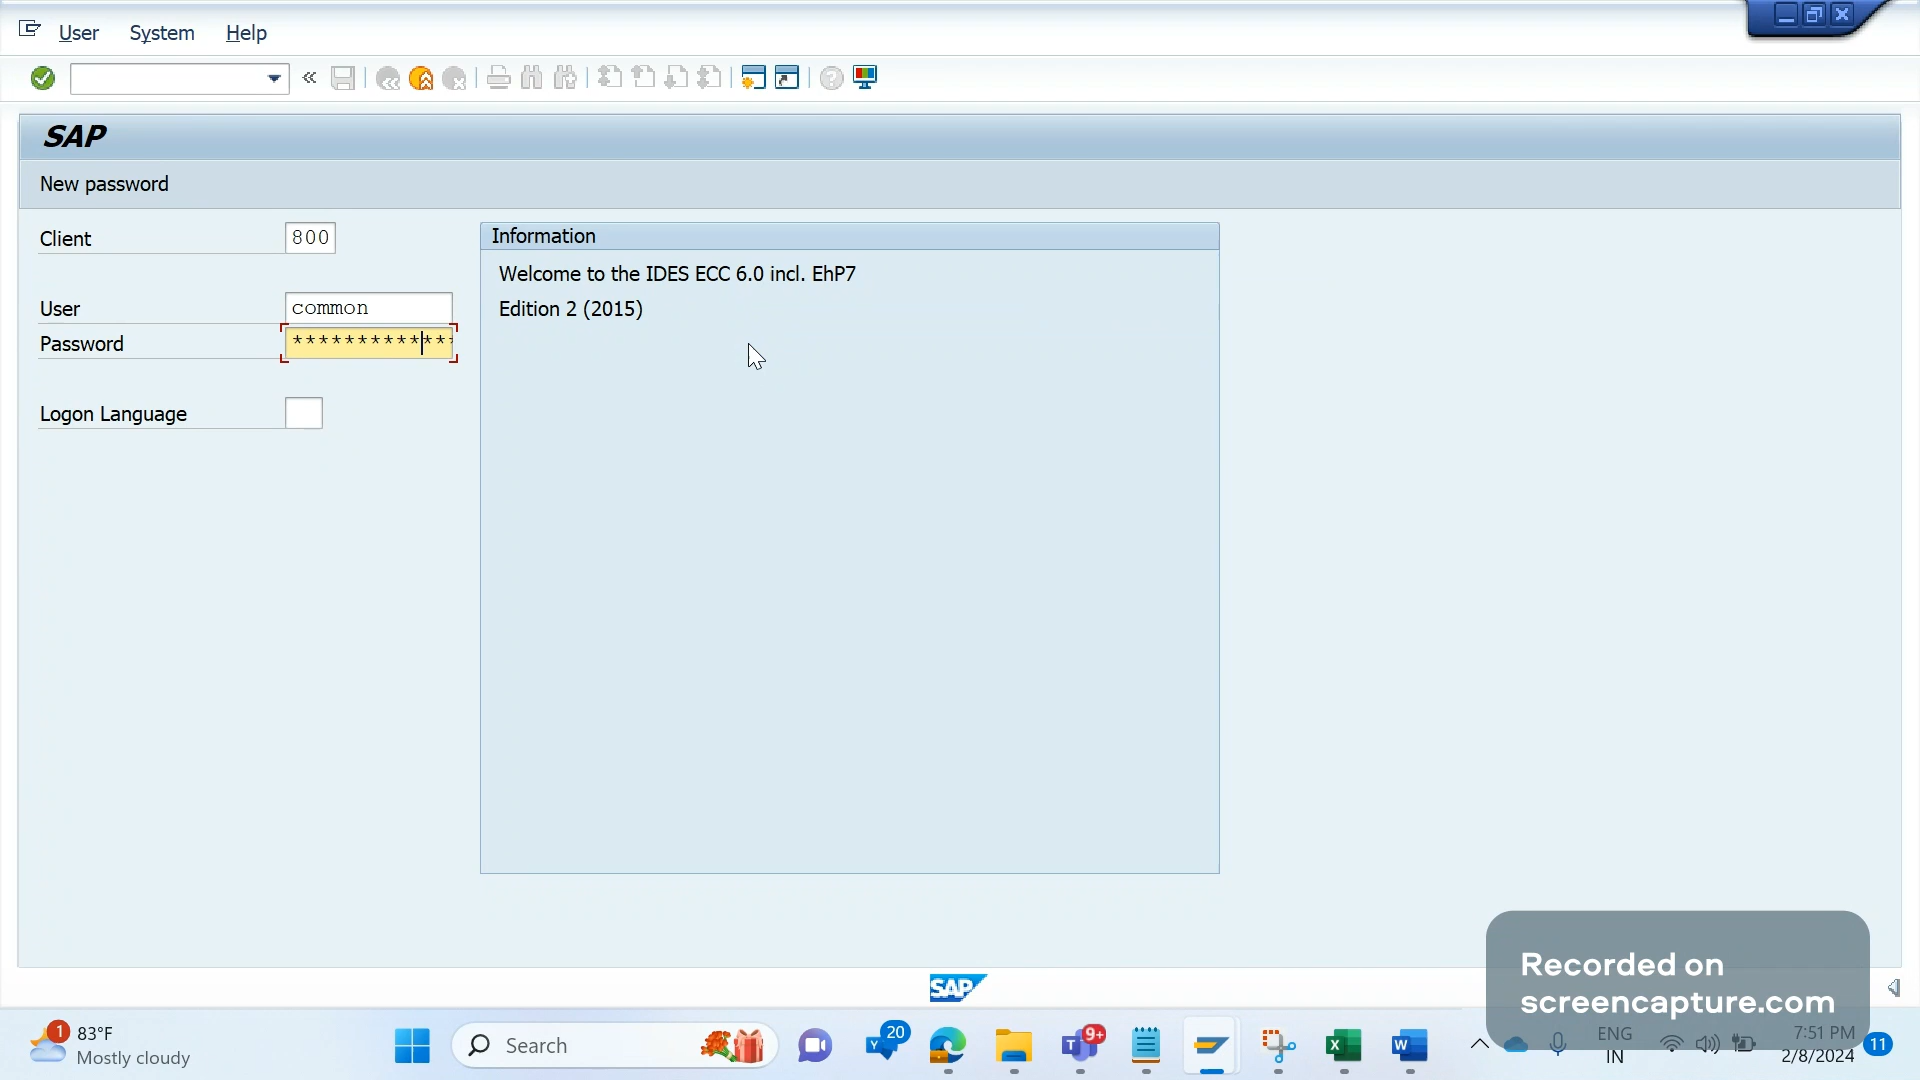 User System Help
SAP
New password
Client 800
User common
Password **************
Logon Language
Information
Welcome to the IDES ECC 6.0 incl. EhP7
Edition 2 (2015)
SAP
Recorded on
screencapture.com
1
83°F
Mostly cloudy
Search
Y
20
T
9+
X
W
ENG
IN
7:51 PM
2/8/2024
11